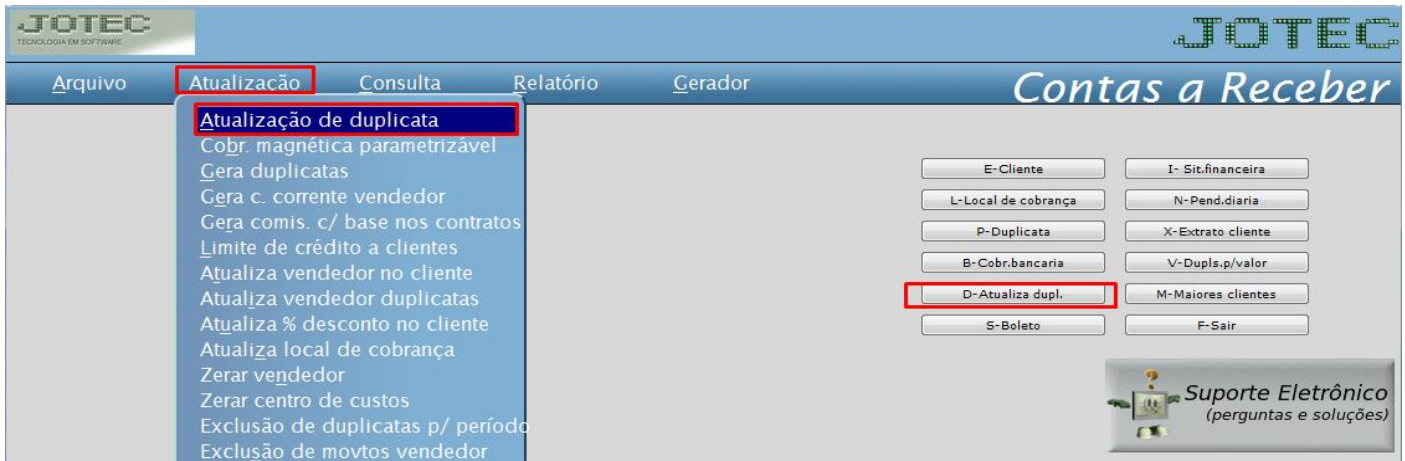 JOTEC
TECNOLOGIA EM SOFTWARE
JOTEC
Arquivo Atualização Consulta Relatório Gerador
Contas a Receber
Atualização de duplicata
Cobr. magnética parametrizável
Gera duplicatas
Gera c. corrente vendedor
Gera comis. c/ base nos contratos
Limite de crédito a clientes
Atualiza vendedor no cliente
Atualiza vendedor duplicatas
Atualiza % desconto no cliente
Atualiza local de cobrança
Zerar vendedor
Zerar centro de custos
Exclusão de duplicatas p/ período
Exclusão de movtos vendedor
E-Cliente I- Sit.financeira
L-Local de cobrança N-Pend.diaria
P-Duplicata X-Extrato cliente
B-Cobr.bancaria V-Dupls.p/valor
D-Atualiza dupl. M-Maiores clientes
S-Boleto F-Sair
Suporte Eletrônico
(perguntas e soluções)